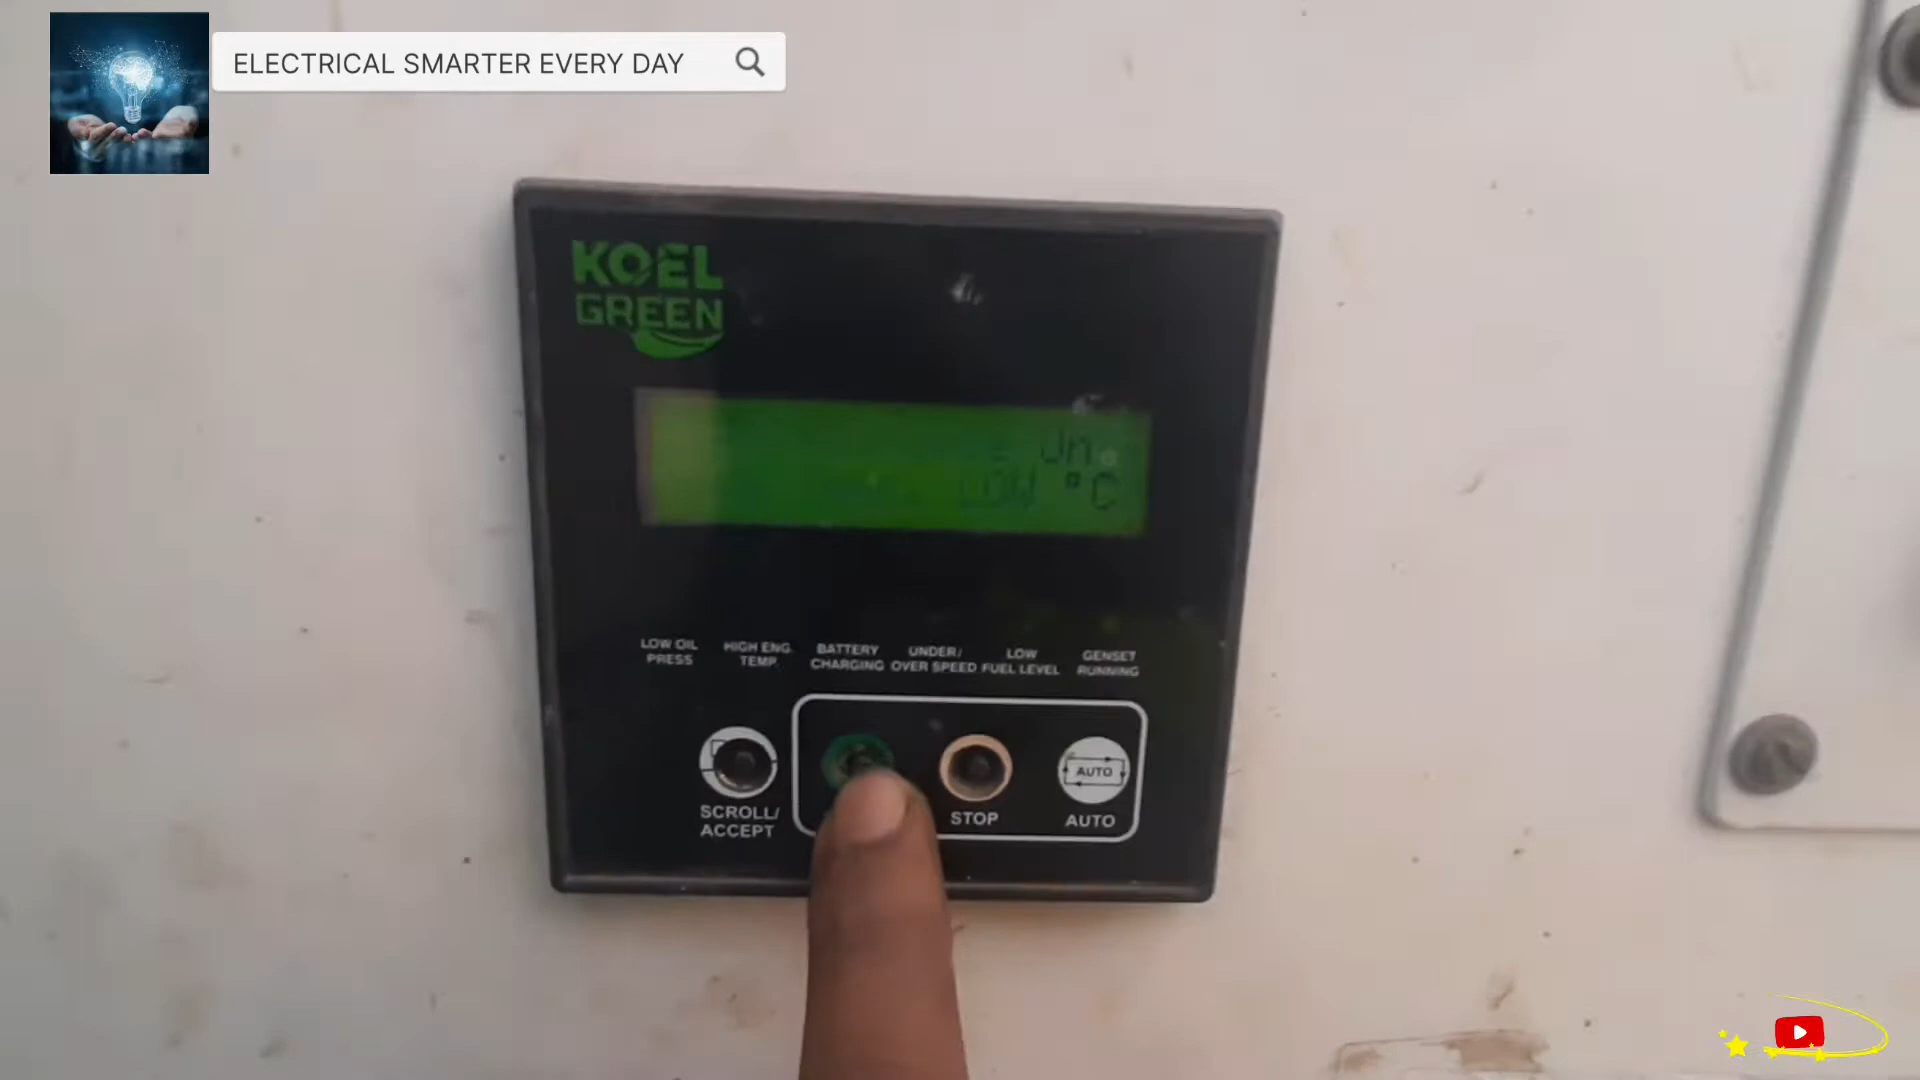 ELECTRICAL SMARTER EVERY DAY
KOEL
GREEN
LOW °C
LOW OIL
PRESS
HIGH ENG.
TEMP
BATTERY
CHARGING
UNDER/
OVER SPEED
LOW
FUEL LEVEL
GENSET
RUNNING
SCROLL/
ACCEPT
STOP
AUTO
AUTO